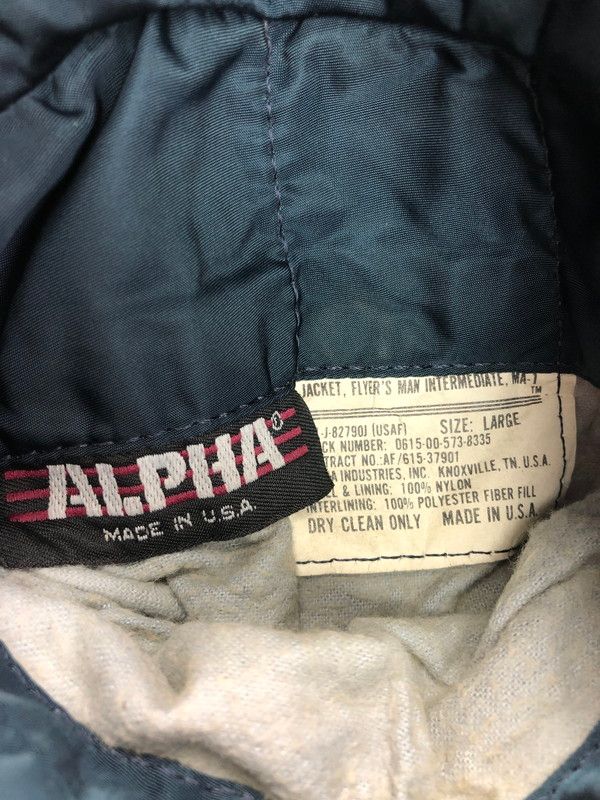 ALPHA®
MADE IN U.S.A.
JACKET, FLYER'S MAN INTERMEDIATE, MA-1 ™
-J-8279OJ (USAF) SIZE: LARGE
CK NUMBER: 0615-00-573-8335
TRACT NO.:AF/615-37901
A INDUSTRIES, INC. KNOXVILLE, TN. U.S.A.
L & LINING: 100% NYLON
INTERLINING: 100% POLYESTER FIBER FILL
DRY CLEAN ONLY MADE IN U.S.A.